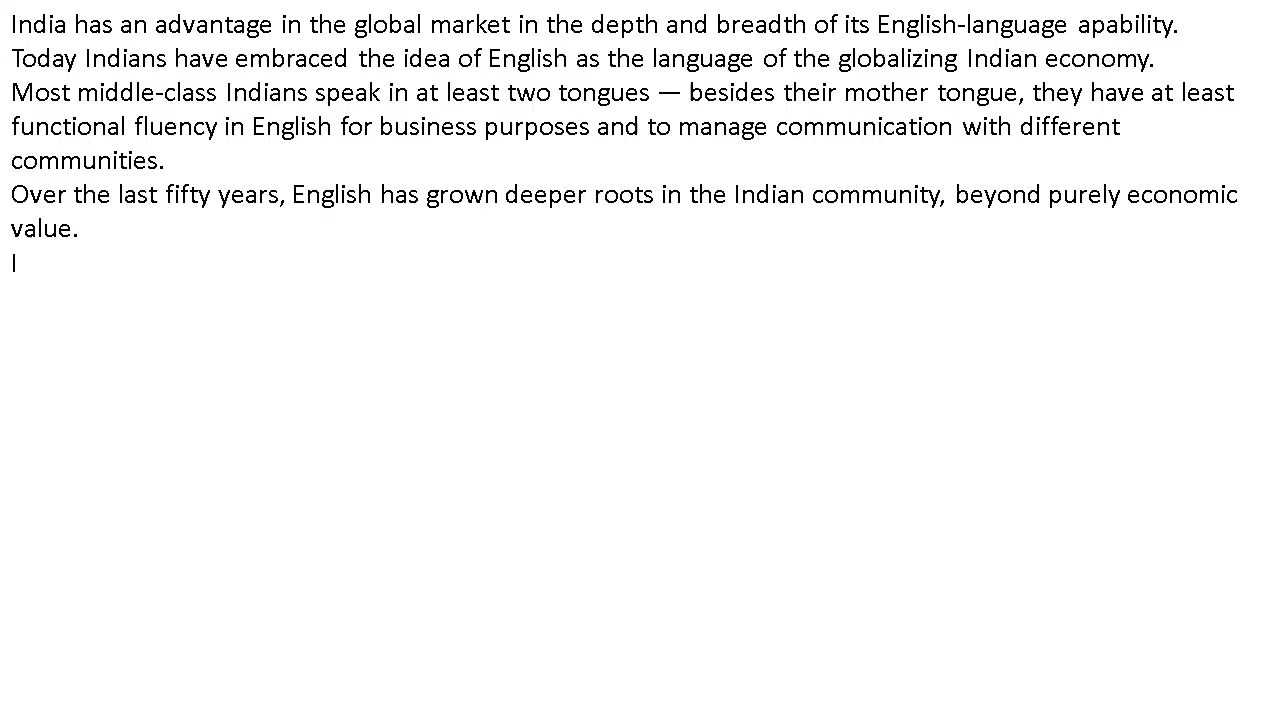 India has an advantage in the global market in the depth and breadth of its English-language apability.
Today Indians have embraced the idea of English as the language of the globalizing Indian economy.
Most middle-class Indians speak in at least two tongues — besides their mother tongue, they have at least
functional fluency in English for business purposes and to manage communication with different
communities.
Over the last fifty years, English has grown deeper roots in the Indian community, beyond purely economic
value.
I